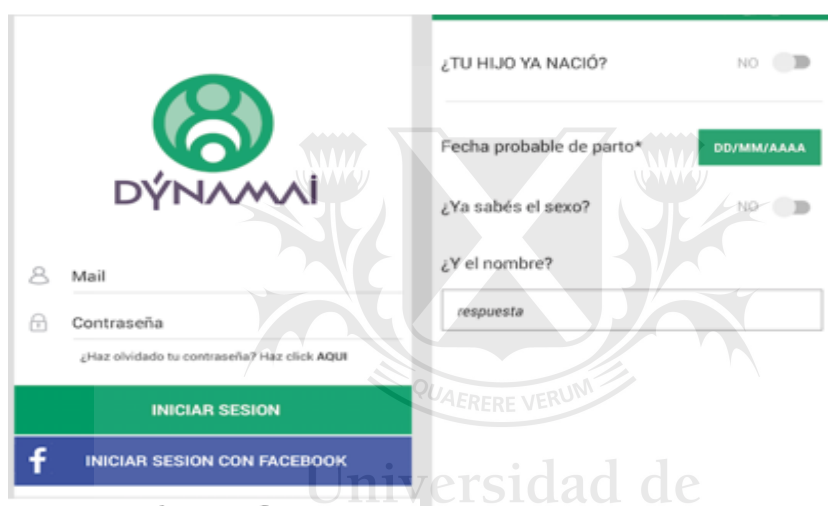 DÝNAMAİ
Mail
Contraseña
¿Haz olvidado tu contraseña? Haz click AQUI
INICIAR SESION
f INICIAR SESION CON FACEBOOK
¿TU HIJO YA NACIÓ?
NO
Fecha probable de parto*
DD/MM/AAAA
¿Ya sabés el sexo?
NO
¿Y el nombre?
respuesta
QUAERERE VERUM
Universidad de